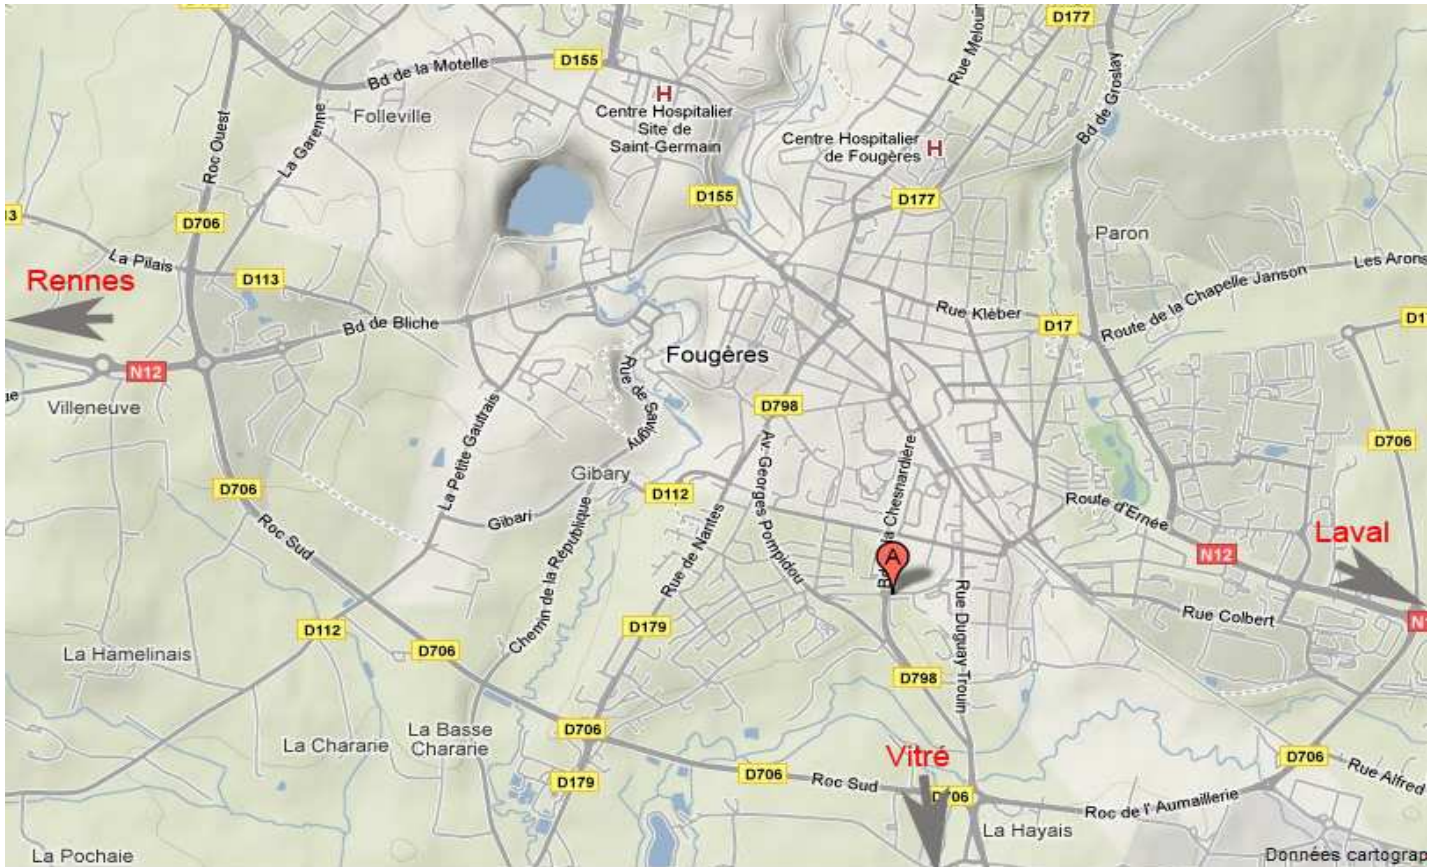 D177
Rue Melouin
Bd de la Motelle
D155
Bd de Groslay
Folleville
H
Centre Hospitalier
Site de
Saint-Germain
Centre Hospitalier
de Fougères
H
Roc Ouest
La Garenne
D155
D177
13
D706
Paron
La Pilais
D113
Rennes
Les Arons
Route de la Chapelle Janson
Rue Kléber
D17
D1
Bd de Bliche
Fougères
N12
Rue de Savigny
Villeneuve
D798
La Petite Gautrais
Av Georges Pompidou
la Chesnardière
D706
Gibary
D706
D112
Route d'Ernée
Gibari
Roc Sud
Chemin de la République
Rue de Nantes
A
N12
Laval
Rue Duguay Trouin
Rue Colbert
D112
D179
La Hamelinais
D706
D798
La Chararie
La Basse
Chararie
D706
Vitré
D706
D179
D706
Roc Sud
Rue Alfred
Roc de l' Aumaillerie
La Hayais
La Pochaie
Données cartograp